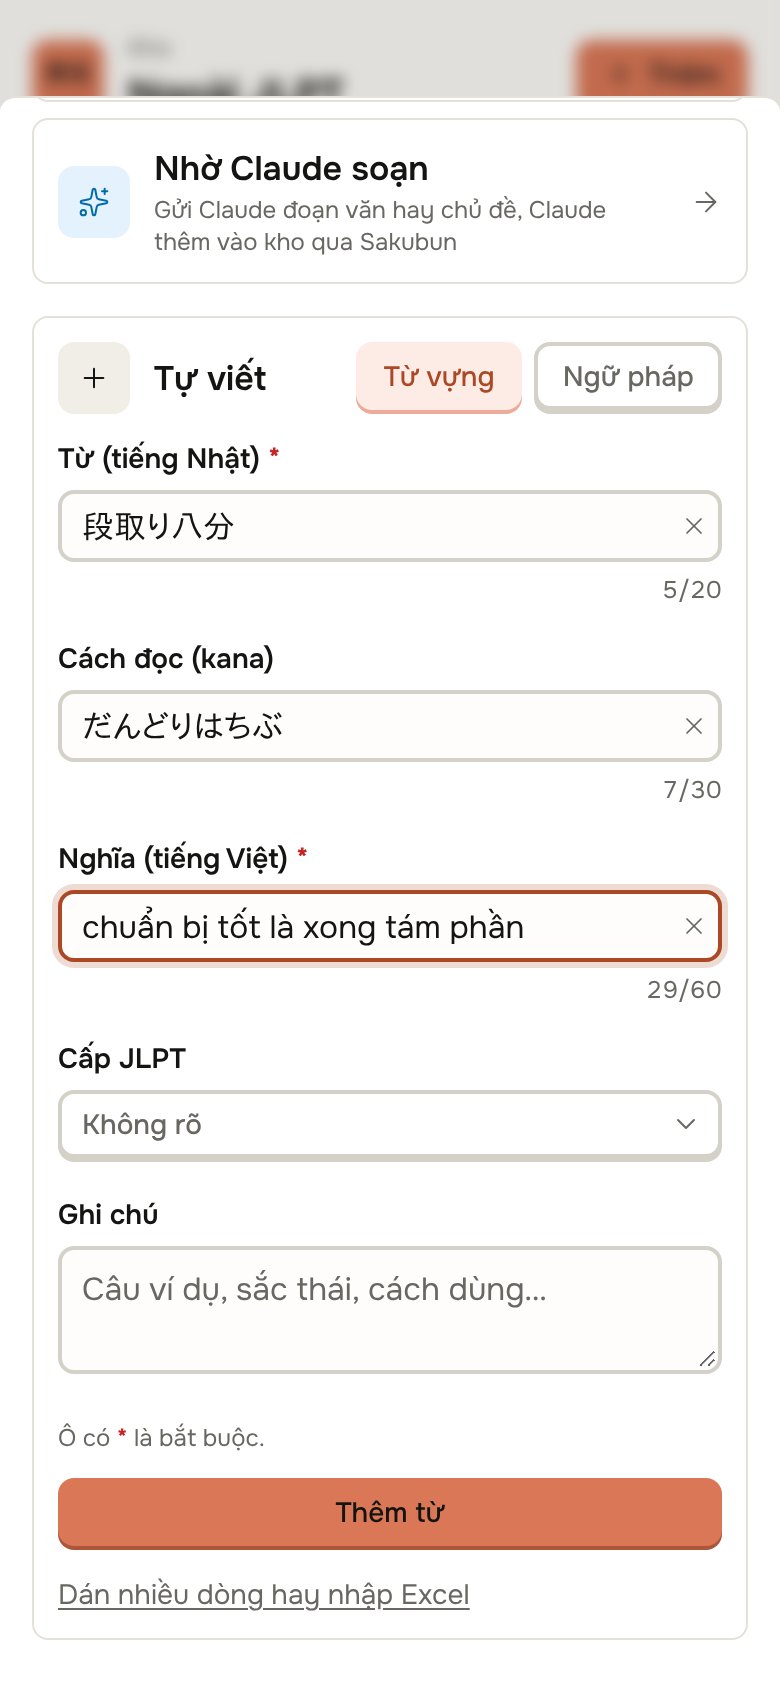 Nhờ Claude soạn
Gửi Claude đoạn văn hay chủ đề, Claude
thêm vào kho qua Sakubun
+ Tự viết
Từ vựng
Ngữ pháp
Từ (tiếng Nhật) *
段取り八分
5/20
Cách đọc (kana)
だんどりはちぶ
7/30
Nghĩa (tiếng Việt) *
chuẩn bị tốt là xong tám phần
29/60
Cấp JLPT
Không rõ
Ghi chú
Câu ví dụ, sắc thái, cách dùng...
Ô có * là bắt buộc.
Thêm từ
Dán nhiều dòng hay nhập Excel